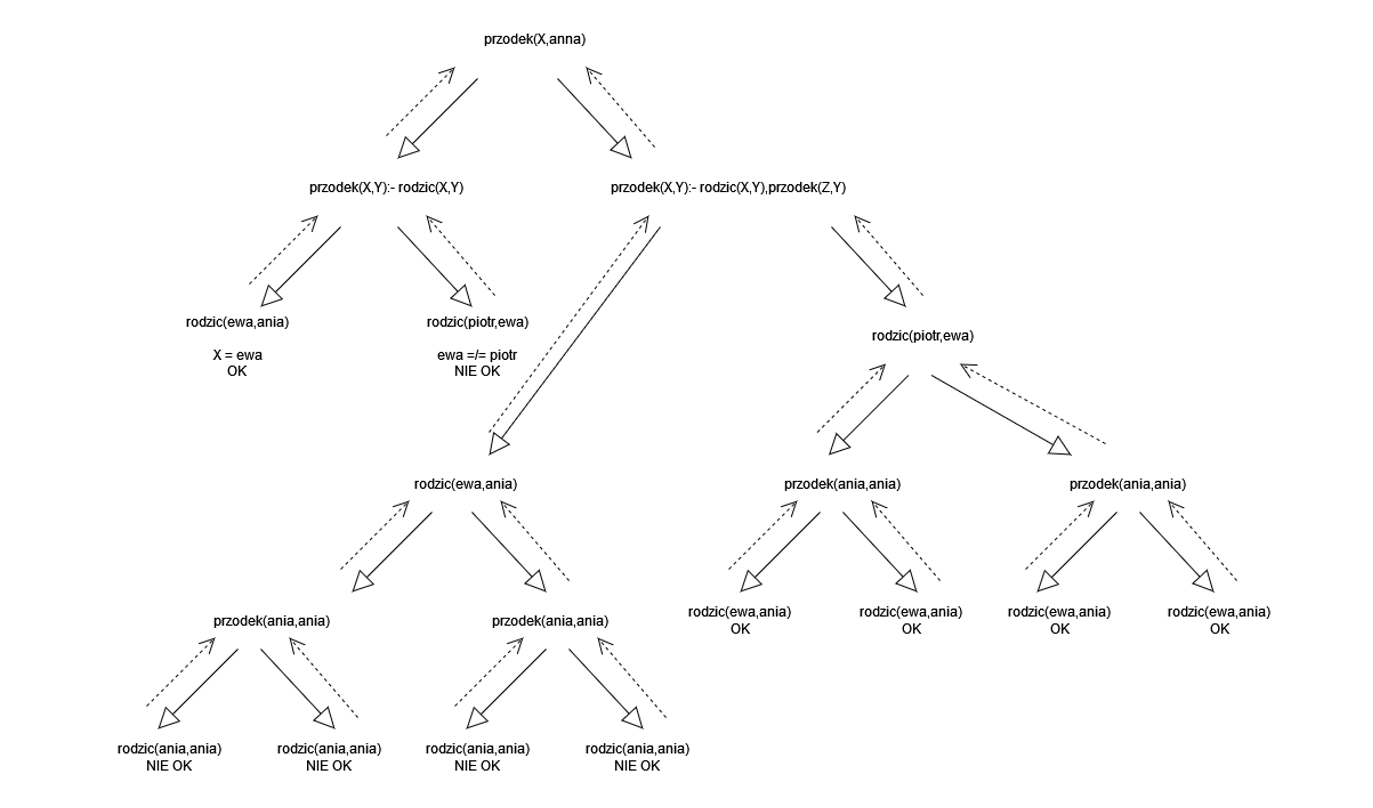 przodek(X,anna)
przodek(X,Y):- rodzic(X,Y)
przodek(X,Y):- rodzic(X,Y),przodek(Z,Y)
rodzic(ewa,ania)
X = ewa
OK
rodzic(piotr,ewa)
ewa =/= piotr
NIE OK
rodzic(piotr,ewa)
rodzic(ewa,ania)
przodek(ania,ania)
przodek(ania,ania)
przodek(ania,ania)
przodek(ania,ania)
rodzic(ewa,ania)
OK
rodzic(ewa,ania)
OK
rodzic(ewa,ania)
OK
rodzic(ewa,ania)
OK
rodzic(ania,ania)
NIE OK
rodzic(ania,ania)
NIE OK
rodzic(ania,ania)
NIE OK
rodzic(ania,ania)
NIE OK